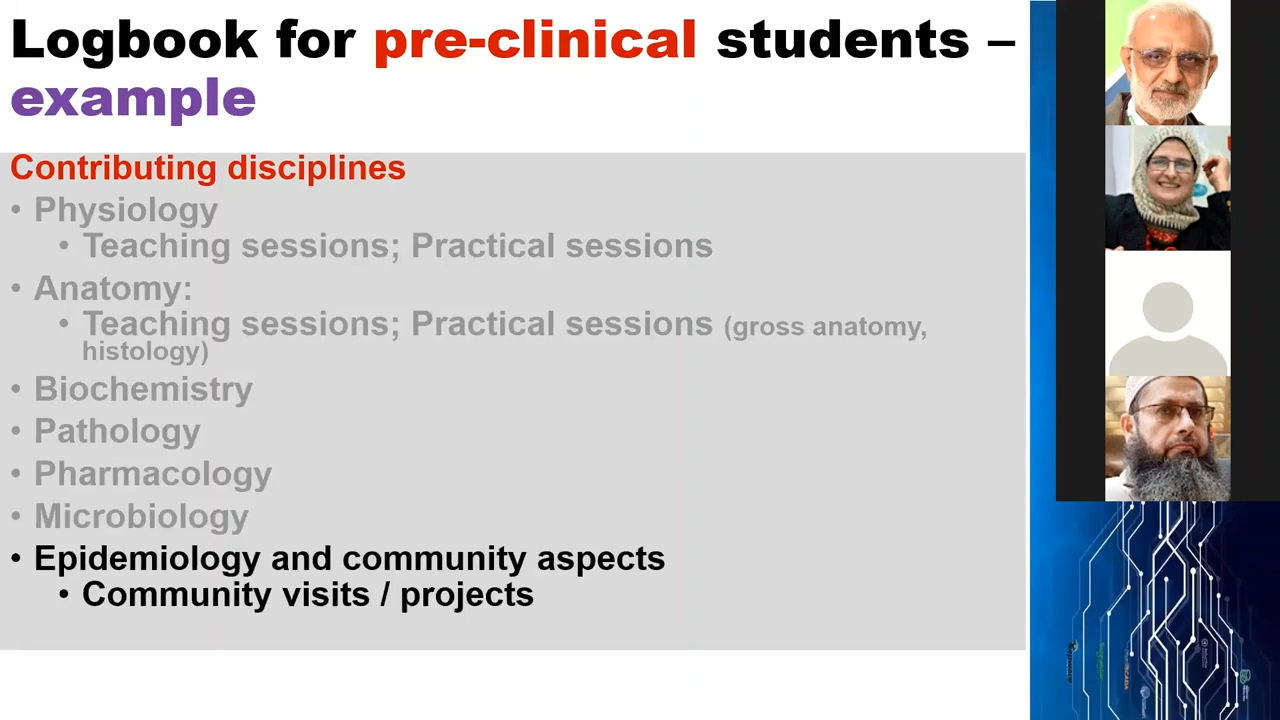 Logbook for pre-clinical students –
example
Contributing disciplines
• Physiology
• Teaching sessions; Practical sessions
• Anatomy:
• Teaching sessions; Practical sessions (gross anatomy,
histology)
• Biochemistry
• Pathology
• Pharmacology
• Microbiology
• Epidemiology and community aspects
• Community visits / projects